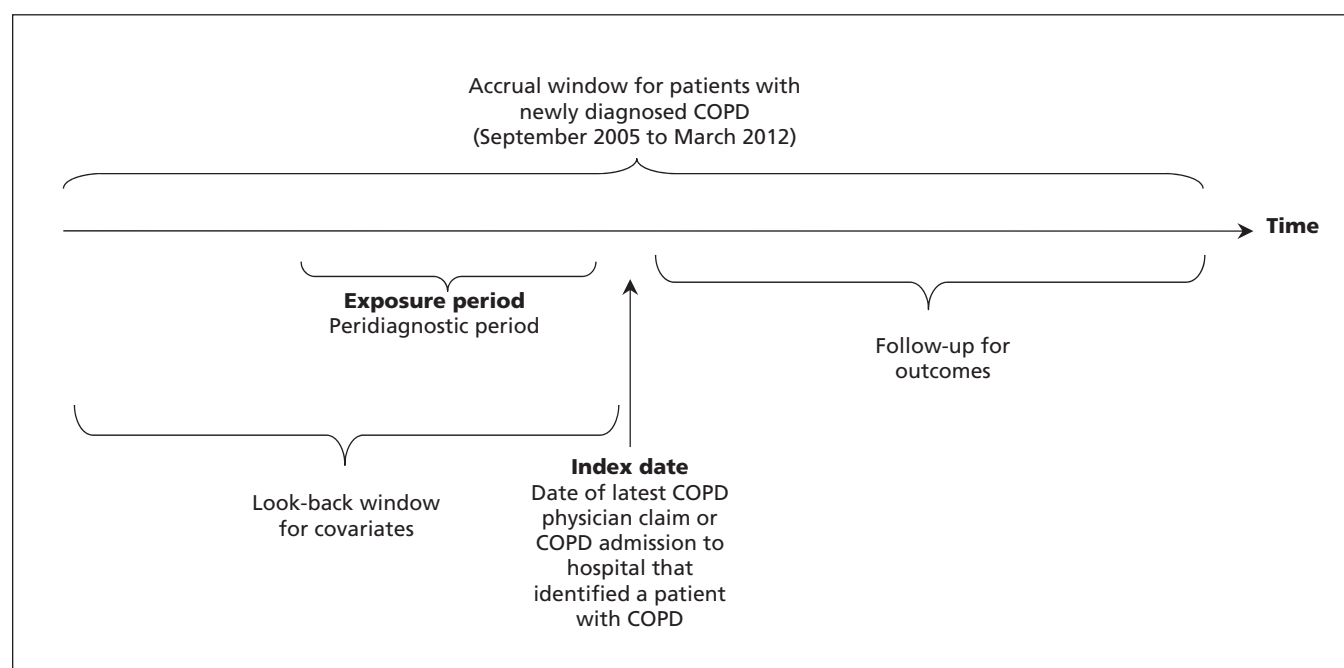 Accrual window for patients with
newly diagnosed COPD
(September 2005 to March 2012)
Time
Exposure period
Peridiagnostic period
Follow-up for
outcomes
Look-back window
for covariates
Index date
Date of latest COPD
physician claim or
COPD admission to
hospital that
identified a patient
with COPD